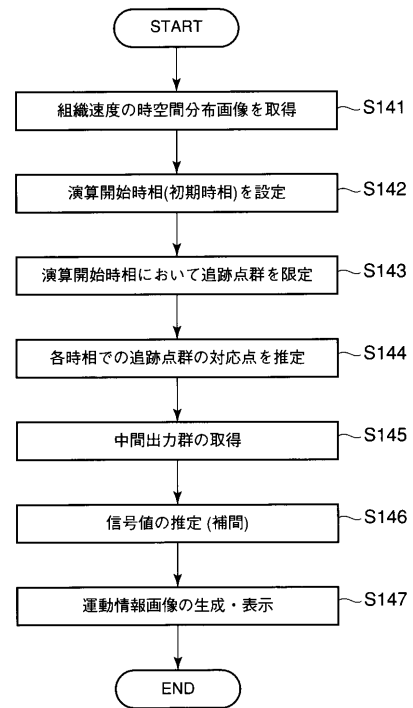 START
組織速度の時空間分布画像を取得
S141
演算開始時相(初期時相)を設定
S142
演算開始時相において追跡点群を限定
S143
各時相での追跡点群の対応点を推定
S144
中間出力群の取得
S145
信号値の推定 (補間)
S146
運動情報画像の生成・表示
S147
END